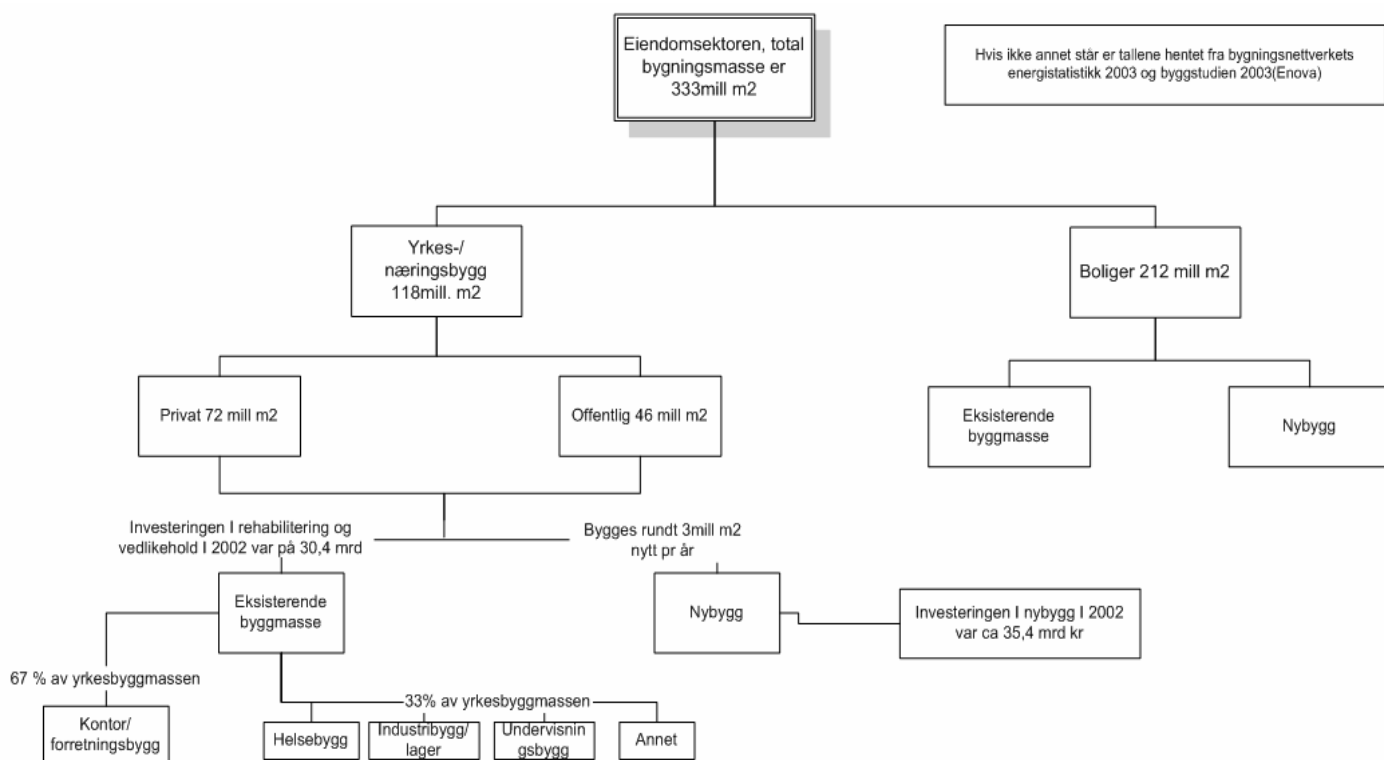 Eiendomsektoren, total
bygningsmasse er
333mill m2
Hvis ikke annet står er tallene hentet fra bygningsnettverkets
energistatistikk 2003 og byggstudien 2003(Enova)
Yrkes-/
næringsbygg
118mill. m2
Boliger 212 mill m2
Privat 72 mill m2
Offentlig 46 mill m2
Eksisterende
byggmasse
Nybygg
Investeringen I rehabilitering og
vedlikehold I 2002 var på 30,4 mrd
Bygges rundt 3mill m2
nytt pr år
Eksisterende
byggmasse
Nybygg
Investeringen I nybygg I 2002
var ca 35,4 mrd kr
67 % av yrkesbyggmassen
33% av yrkesbyggmassen
Kontor/
forretningsbygg
Helsebygg
Industribygg/
lager
Undervisnin
gsbygg
Annet